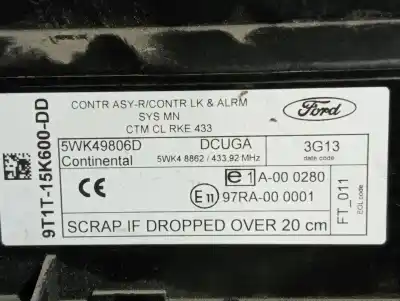 9T1T-15K600-DD
CONTR ASY-R/CONTR LK & ALRM
SYS MN
CTM CL RKE 433
Ford
5WK49806D DCUGA
Continental 5WK4 8862 / 433,92 MHz
3G13
date code
CE
e 1 A-00 0280
E 11 97RA-00 0001
FT_011
EOL code
SCRAP IF DROPPED OVER 20 cm